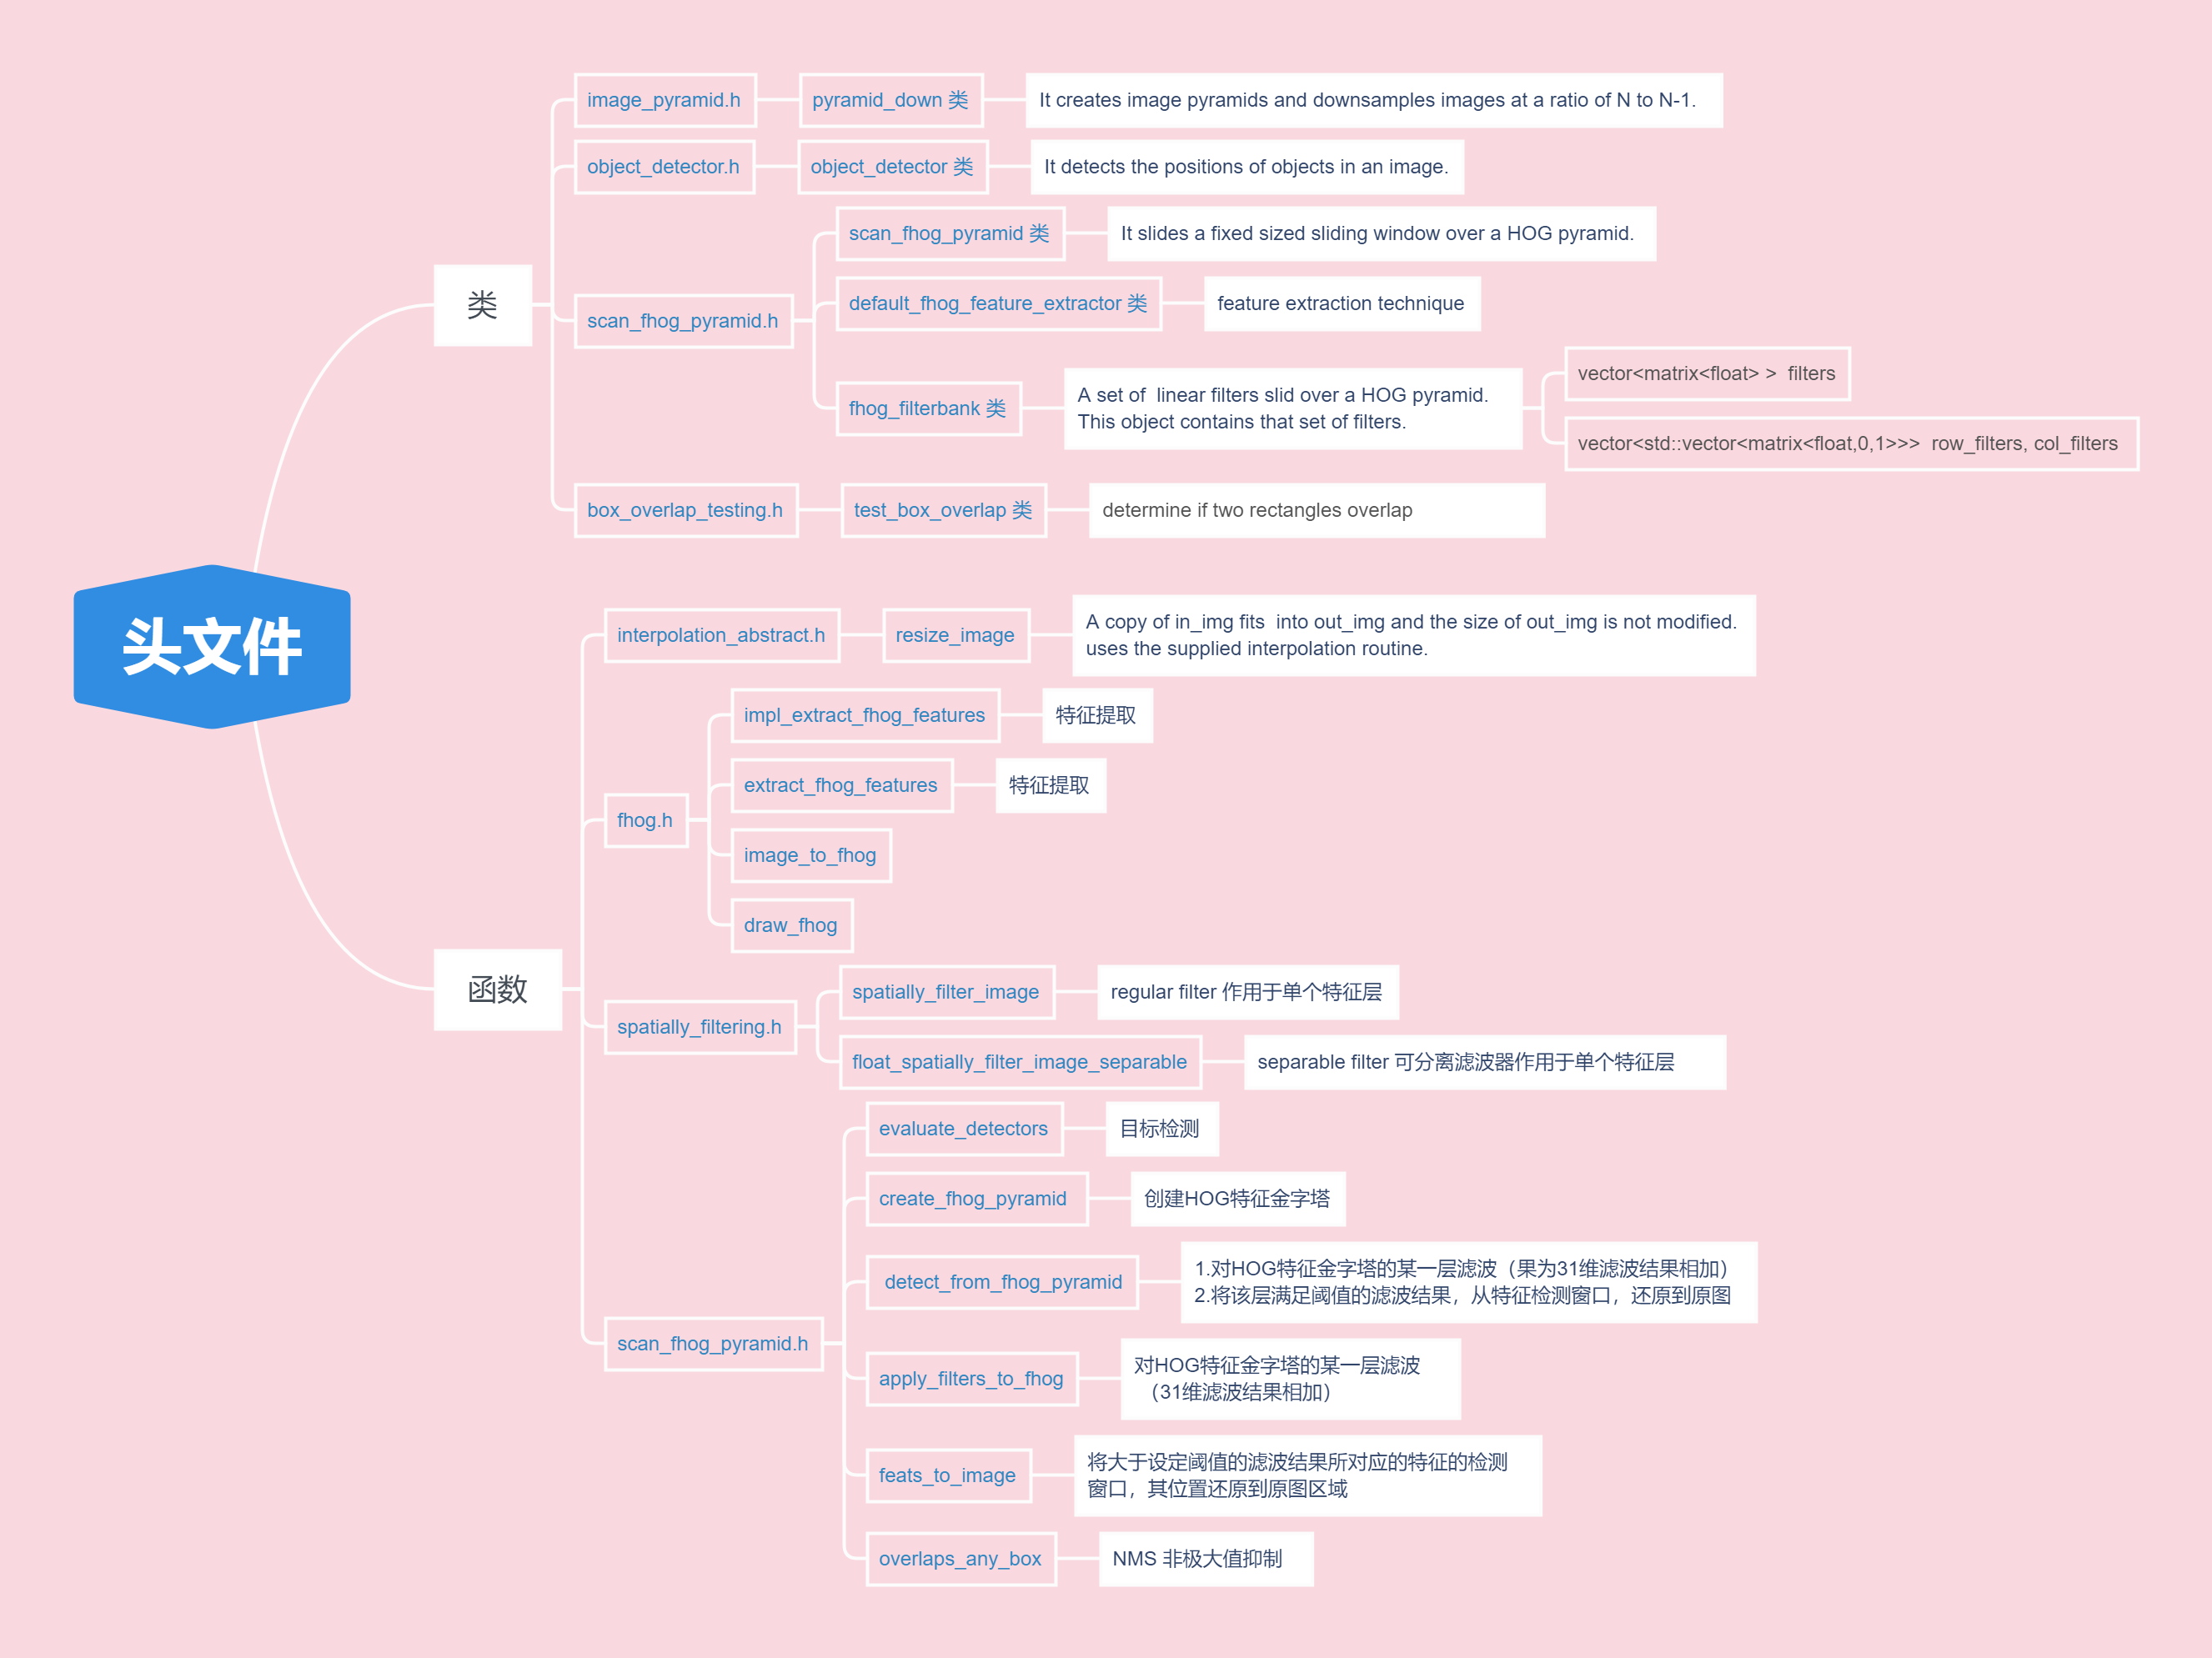 头文件
类
image_pyramid.h
pyramid_down 类
It creates image pyramids and downsamples images at a ratio of N to N-1.
object_detector.h
object_detector 类
It detects the positions of objects in an image.
scan_fhog_pyramid.h
scan_fhog_pyramid 类
It slides a fixed sized sliding window over a HOG pyramid.
default_fhog_feature_extractor 类
feature extraction technique
fhog_filterbank 类
A set of  linear filters slid over a HOG pyramid.
This object contains that set of filters.
vector<matrix<float> >  filters
vector<std::vector<matrix<float,0,1>>>  row_filters, col_filters
box_overlap_testing.h
test_box_overlap 类
determine if two rectangles overlap
函数
interpolation_abstract.h
resize_image
A copy of in_img fits  into out_img and the size of out_img is not modified.
uses the supplied interpolation routine.
fhog.h
impl_extract_fhog_features
特征提取
extract_fhog_features
特征提取
image_to_fhog
draw_fhog
spatially_filtering.h
spatially_filter_image
regular filter 作用于单个特征层
float_spatially_filter_image_separable
separable filter 可分离滤波器作用于单个特征层
scan_fhog_pyramid.h
evaluate_detectors
目标检测
create_fhog_pyramid
创建HOG特征金字塔
detect_from_fhog_pyramid
1.对HOG特征金字塔的某一层滤波（果为31维滤波结果相加）
2.将该层满足阈值的滤波结果，从特征检测窗口，还原到原图
apply_filters_to_fhog
对HOG特征金字塔的某一层滤波
（31维滤波结果相加）
feats_to_image
将大于设定阈值的滤波结果所对应的特征的检测
窗口，其位置还原到原图区域
overlaps_any_box
NMS 非极大值抑制